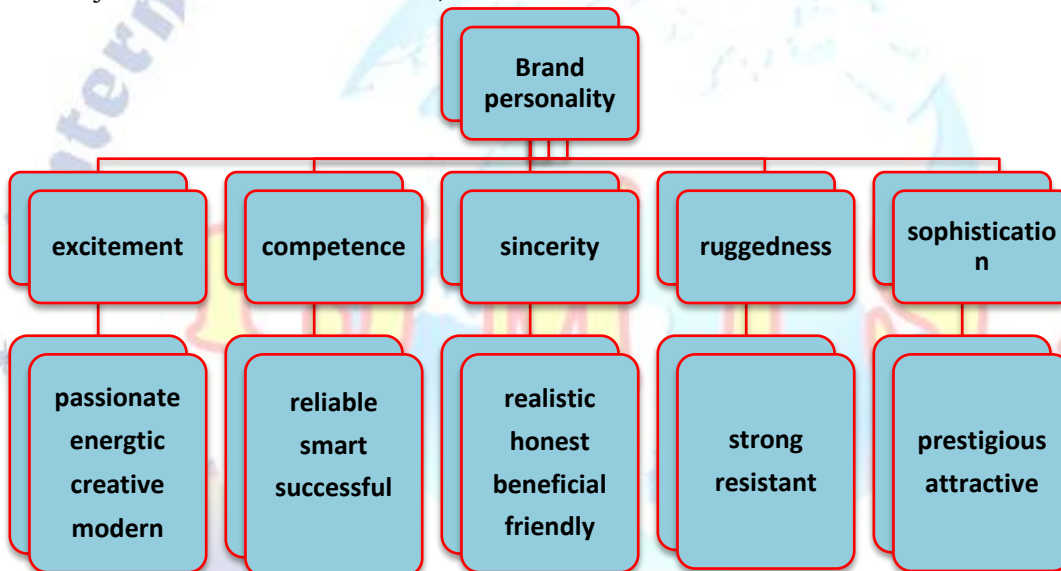 Brand
personality
excitement
competence
sincerity
ruggedness
sophisticatio
n
passionate
energtic
creative
modern
reliable
smart
successful
realistic
honest
beneficial
friendly
strong
resistant
prestigious
attractive